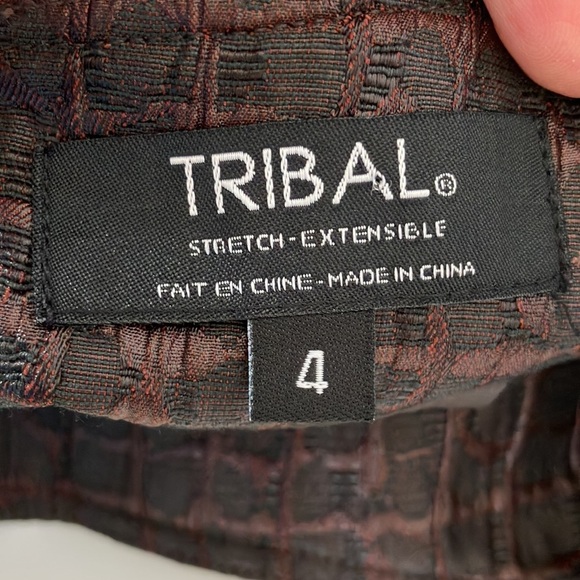 TRIBAL®
STRETCH-EXTENSIBLE
FAIT EN CHINE-MADE IN CHINA
4